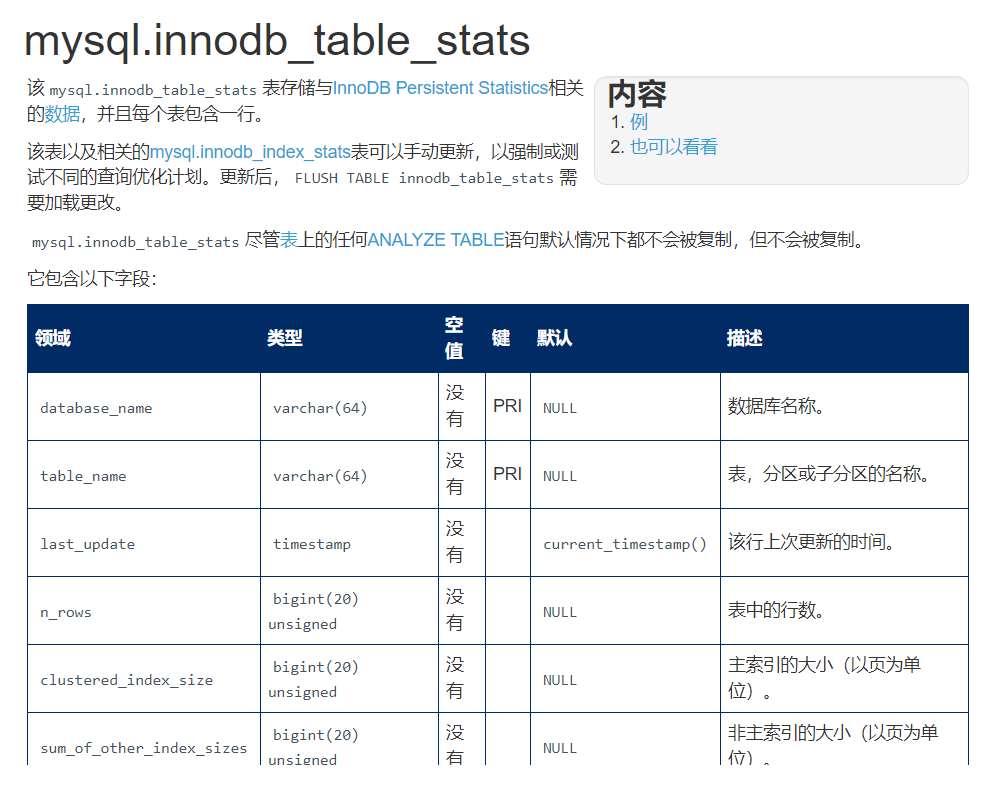 mysql.innodb_table_stats
该 mysql.innodb_table_stats 表存储与InnoDB Persistent Statistics相关
的数据，并且每个表包含一行。
内容
1. 例
2. 也可以看看
该表以及相关的mysql.innodb_index_stats表可以手动更新，以强制或测
试不同的查询优化计划。更新后， FLUSH TABLE innodb_table_stats 需
要加载更改。
mysql.innodb_table_stats 尽管表上的任何ANALYZE TABLE语句默认情况下都不会被复制，但不会被复制。
它包含以下字段：
领域 类型 空值 键 默认 描述
database_name varchar(64) 没有 PRI NULL 数据库名称。
table_name varchar(64) 没有 PRI NULL 表，分区或子分区的名称。
last_update timestamp 没有 current_timestamp() 该行上次更新的时间。
n_rows bigint(20) unsigned 没有 NULL 表中的行数。
clustered_index_size bigint(20) unsigned 没有 NULL 主索引的大小（以页为单位）。
sum_of_other_index_sizes bigint(20) unsigned 没有 NULL 非主索引的大小（以页为单位）。